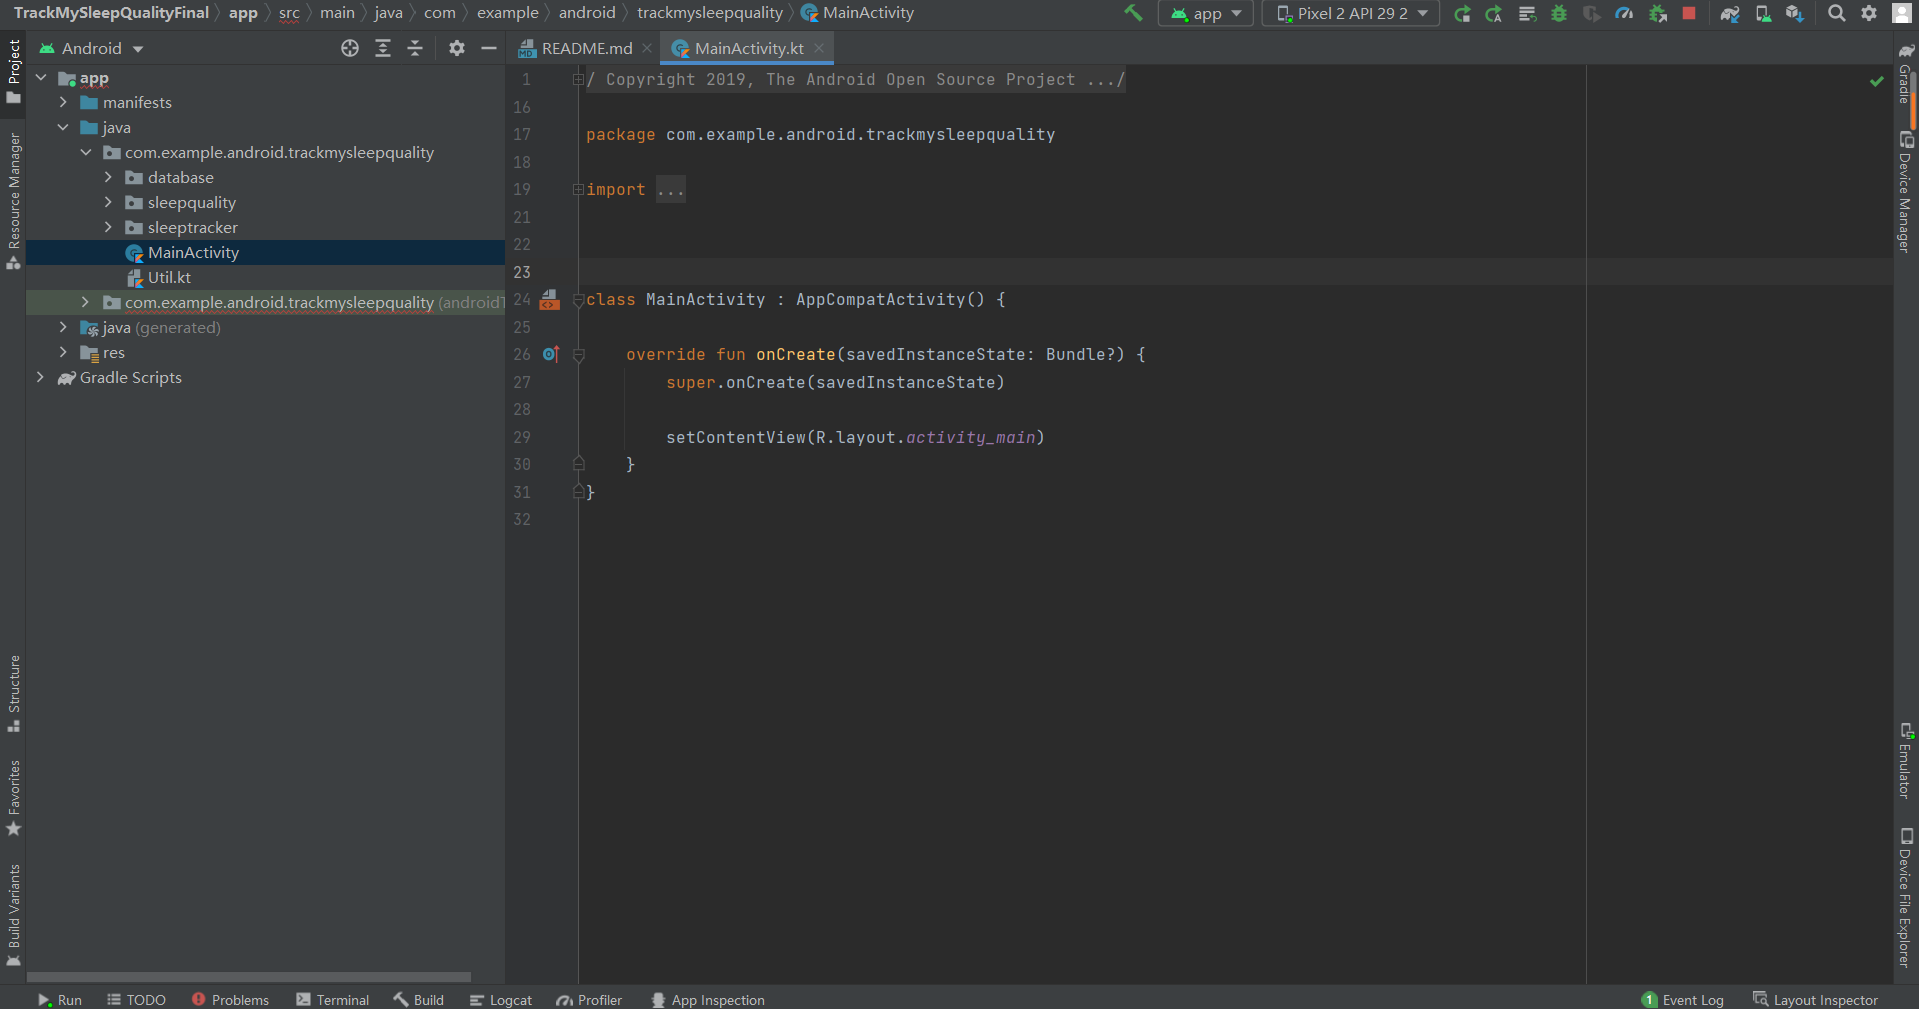 TrackMySleepQualityFinal app src main java com example android trackmysleepquality MainActivity
app Pixel 2 API 29 2
Project
Resource Manager
Structure
Favorites
Build Variants
Android
app
manifests
java
com.example.android.trackmysleepquality
database
sleepquality
sleeptracker
MainActivity
Util.kt
com.example.android.trackmysleepquality (androidT
java (generated)
res
Gradle Scripts
README.md MainActivity.kt
1 / Copyright 2019, The Android Open Source Project .../
16
17 package com.example.android.trackmysleepquality
18
19 import ...
21
22
23
24 class MainActivity : AppCompatActivity() {
25
26 override fun onCreate(savedInstanceState: Bundle?) {
27 super.onCreate(savedInstanceState)
28
29 setContentView(R.layout.activity_main)
30 }
31 }
32
Gradle
Device Manager
Emulator
Device File Explorer
Run TODO Problems Terminal Build Logcat Profiler App Inspection 1 Event Log Layout Inspector